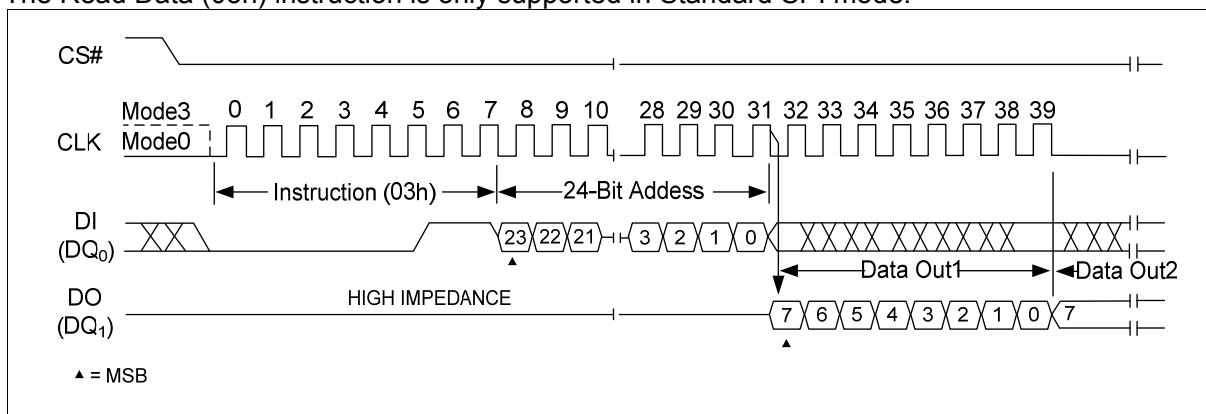 The Read Data (03h) instruction is only supported in Standard SPI mode.
CS#
Mode3 0 1 2 3 4 5 6 7 8 9 10 28 29 30 31 32 33 34 35 36 37 38 39
CLK Mode0
Instruction (03h) 24-Bit Addess
DI 23 22 21 3 2 1 0
(DQ0)
Data Out1 Data Out2
DO HIGH IMPEDANCE
(DQ1) 7 6 5 4 3 2 1 0 7
▲ = MSB